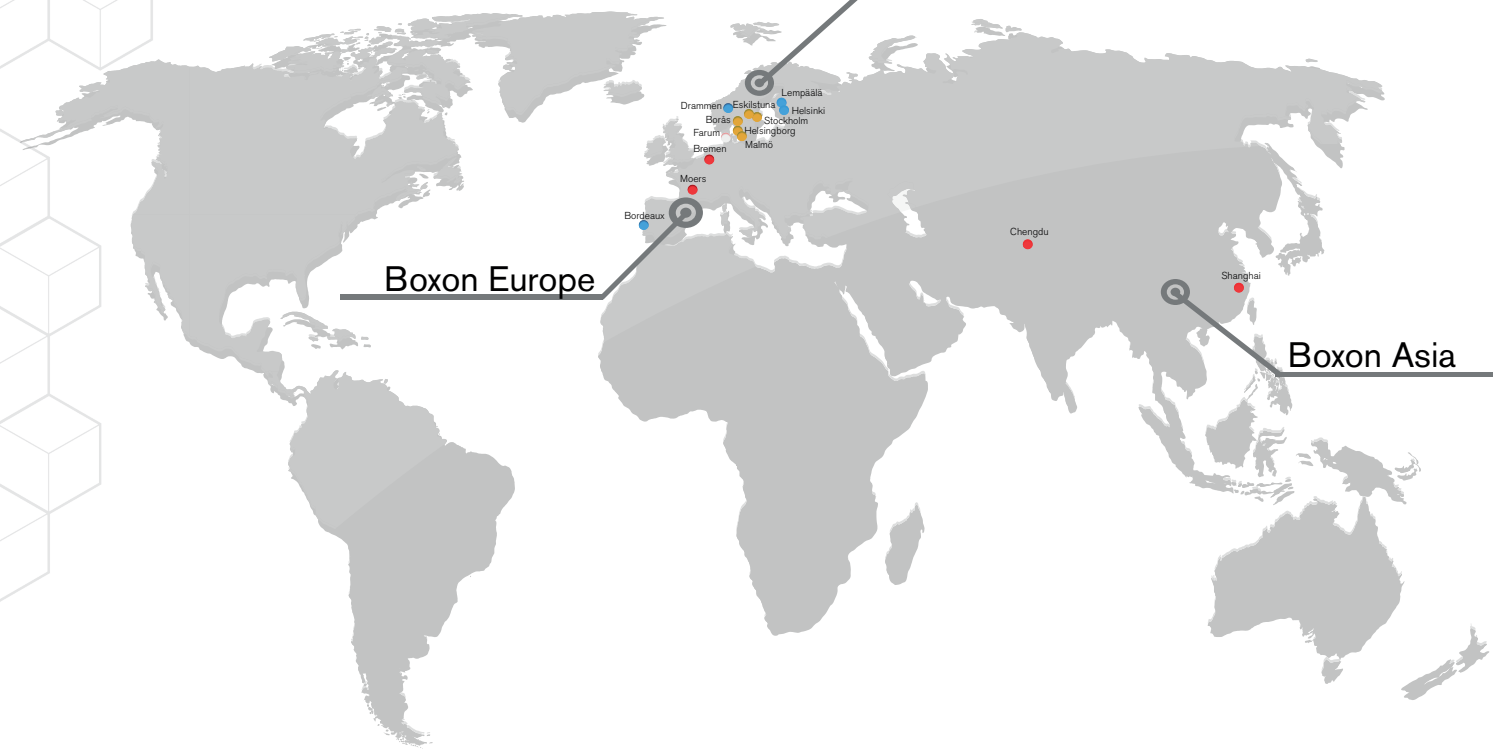 Lempäälä
Drammen
Eskilstuna
Helsinki
Borås
Stockholm
Farum
Helsingborg
Malmö
Bremen
Moers
Bordeaux
Chengdu
Boxon Europe
Shanghai
Boxon Asia